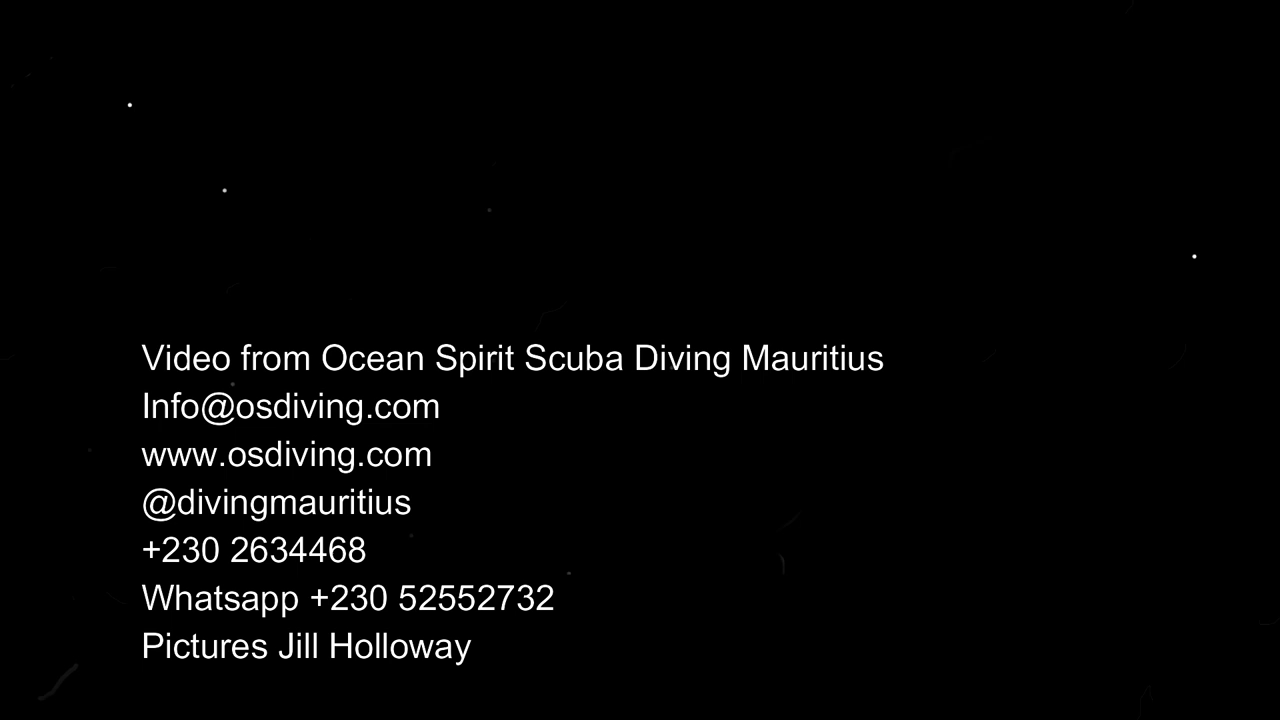 Video from Ocean Spirit Scuba Diving Mauritius
Info@osdiving.com
www.osdiving.com
@divingmauritius
+230 2634468
Whatsapp +230 52552732
Pictures Jill Holloway